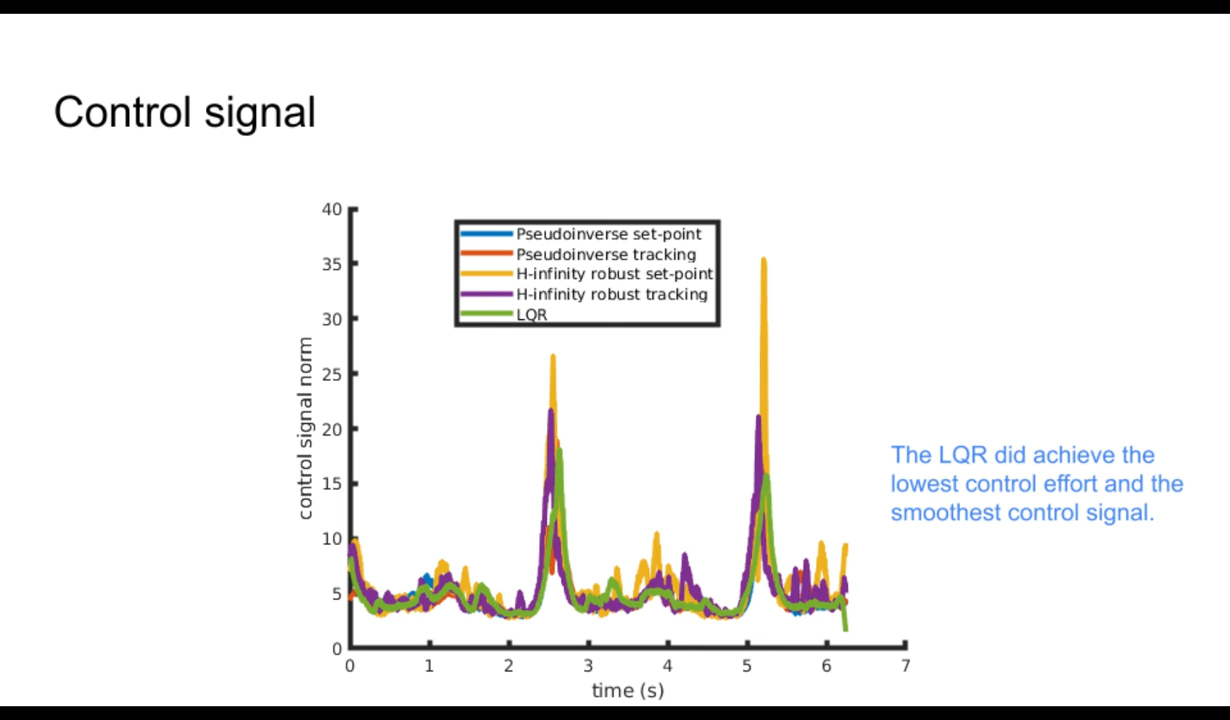 Control signal
40
35
30
25
20
15
10
5
0
control signal norm
Pseudoinverse set-point
Pseudoinverse tracking
H-infinity robust set-point
H-infinity robust tracking
LQR
0 1 2 3 4 5 6 7
time (s)
The LQR did achieve the
lowest control effort and the
smoothest control signal.